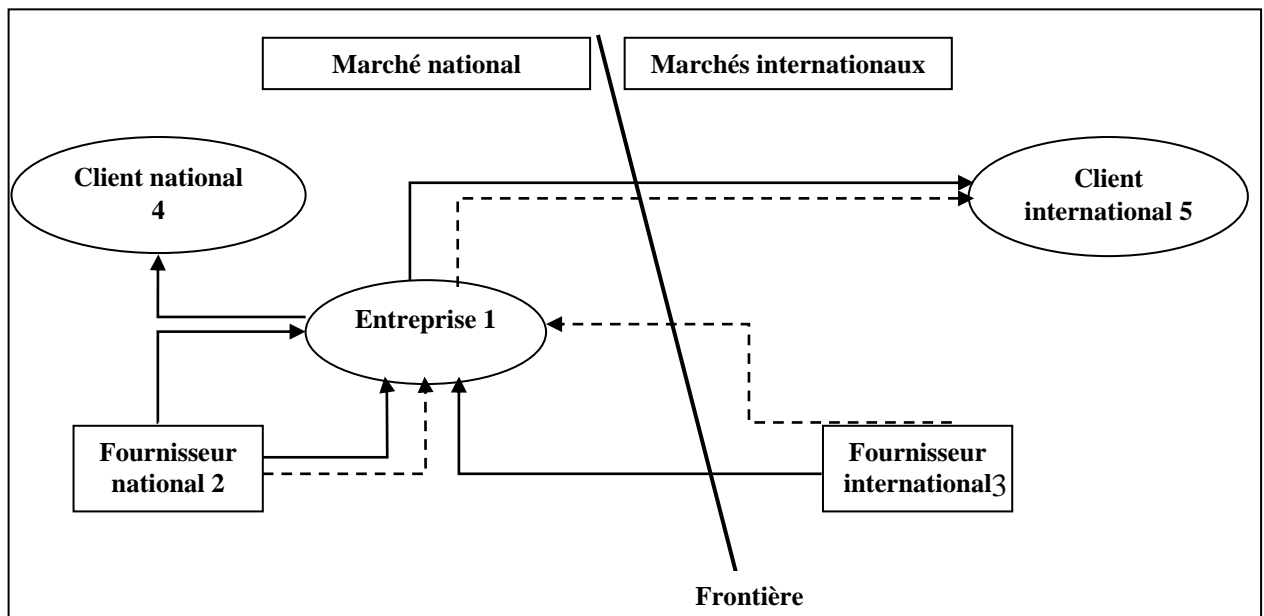 Marché national
Marchés internationaux
Client national
4
Client
international 5
Entreprise 1
Fournisseur
national 2
Fournisseur
international3
Frontière